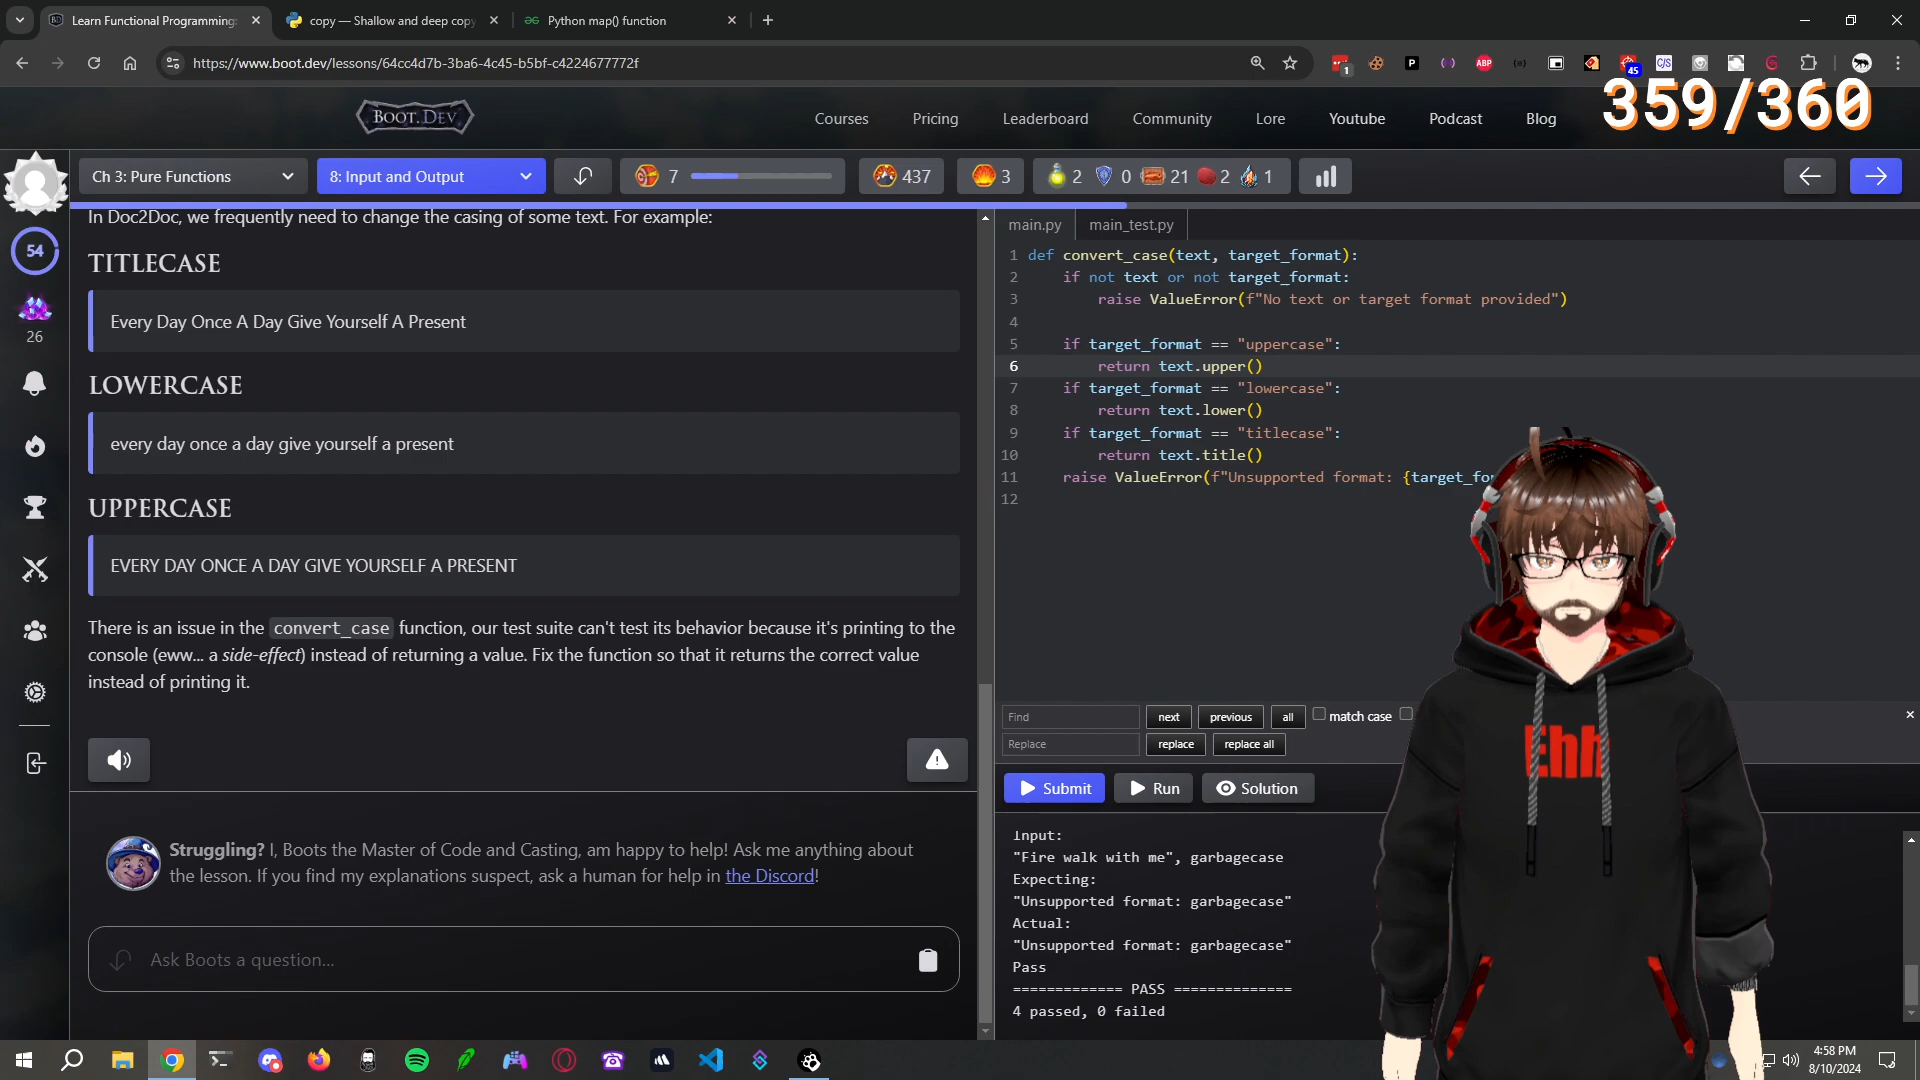 Learn Functional Programming:
copy — Shallow and deep copy
Python map() function
https://www.boot.dev/lessons/64cc4d7b-3ba6-4c45-b5bf-c4224677772f
1
P
ABP
45
359/360
BOOT.DEV
Courses
Pricing
Leaderboard
Community
Lore
Youtube
Podcast
Blog
Ch 3: Pure Functions
8: Input and Output
7
437
3
2
0
21
2
1
54
26
In Doc2Doc, we frequently need to change the casing of some text. For example:
TITLECASE
Every Day Once A Day Give Yourself A Present
LOWERCASE
every day once a day give yourself a present
UPPERCASE
EVERY DAY ONCE A DAY GIVE YOURSELF A PRESENT
There is an issue in the convert_case function, our test suite can't test its behavior because it's printing to the
console (eww... a side-effect) instead of returning a value. Fix the function so that it returns the correct value
instead of printing it.
Struggling? I, Boots the Master of Code and Casting, am happy to help! Ask me anything about
the lesson. If you find my explanations suspect, ask a human for help in the Discord!
Ask Boots a question...
main.py
main_test.py
1 def convert_case(text, target_format):
2     if not text or not target_format:
3         raise ValueError(f"No text or target format provided")
4
5     if target_format == "uppercase":
6         return text.upper()
7     if target_format == "lowercase":
8         return text.lower()
9     if target_format == "titlecase":
10         return text.title()
11     raise ValueError(f"Unsupported format: {target_for
12
Find
next
previous
all
match case
Replace
replace
replace all
Submit
Run
Solution
Input:
"Fire walk with me", garbagecase
Expecting:
"Unsupported format: garbagecase"
Actual:
"Unsupported format: garbagecase"
Pass
============= PASS ==============
4 passed, 0 failed
Ehh
4:58 PM
8/10/2024